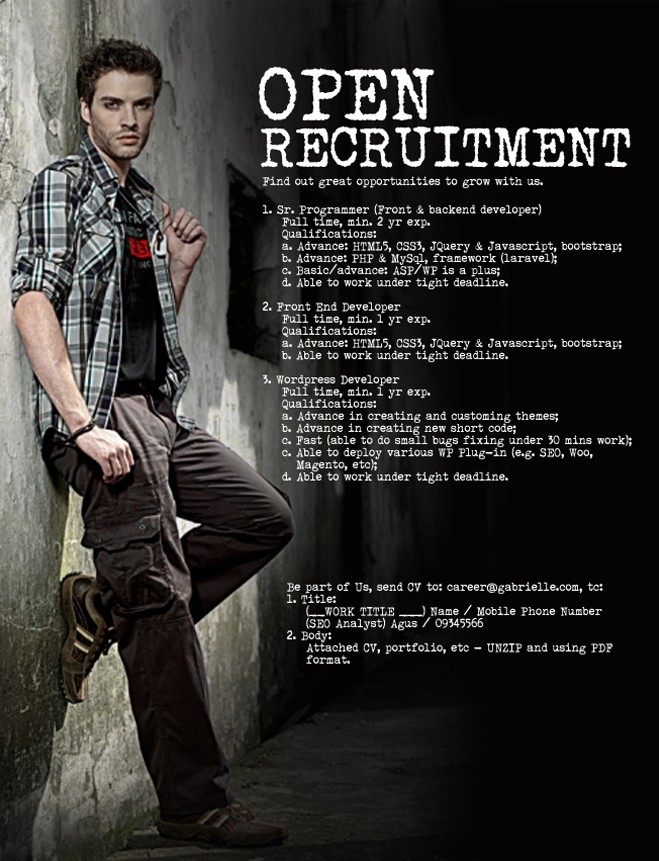 OPEN
RECRUITMENT
Find out great opportunities to grow with us.
1. Sr. Programmer (Front & backend developer)
Full time, min. 2 yr exp.
Qualifications:
a. Advance: HTML5, CSS3, JQuery & Javascript, bootstrap;
b. Advance: PHP & MySql, framework (laravel);
c. Basic/advance: ASP/WP is a plus;
d. Able to work under tight deadline.
2. Front End Developer
Full time, min. 1 yr exp.
Qualifications:
a. Advance: HTML5, CSS3, JQuery & Javascript, bootstrap;
b. Able to work under tight deadline.
3. Wordpress Developer
Full time, min. 1 yr exp.
Qualifications:
a. Advance in creating and customing themes;
b. Advance in creating new short code;
c. Fast (able to do small bugs fixing under 30 mins work);
c. Able to deploy various WP Plug-in (e.g. SEO, Woo,
Magento, etc);
d. Able to work under tight deadline.
Be part of Us, send CV to: career@gabrielle.com, to:
1. Title:
(__WORK TITLE ___) Name / Mobile Phone Number
(SEO Analyst) Agus / 09345566
2. Body:
Attached CV, portfolio, etc - UNZIP and using PDF
format.